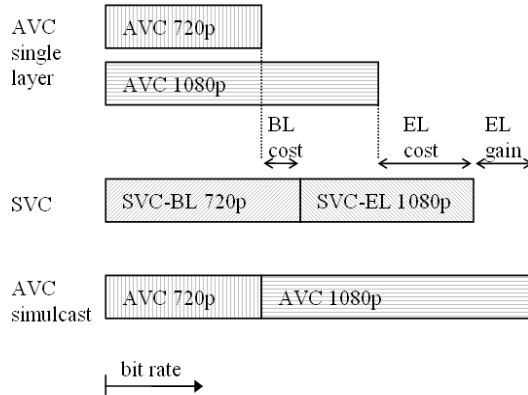 AVC
single
layer
AVC 720p
AVC 1080p
BL
cost
EL
cost
EL
gain
SVC
SVC-BL 720p
SVC-EL 1080p
AVC
simulcast
AVC 720p
AVC 1080p
bit rate